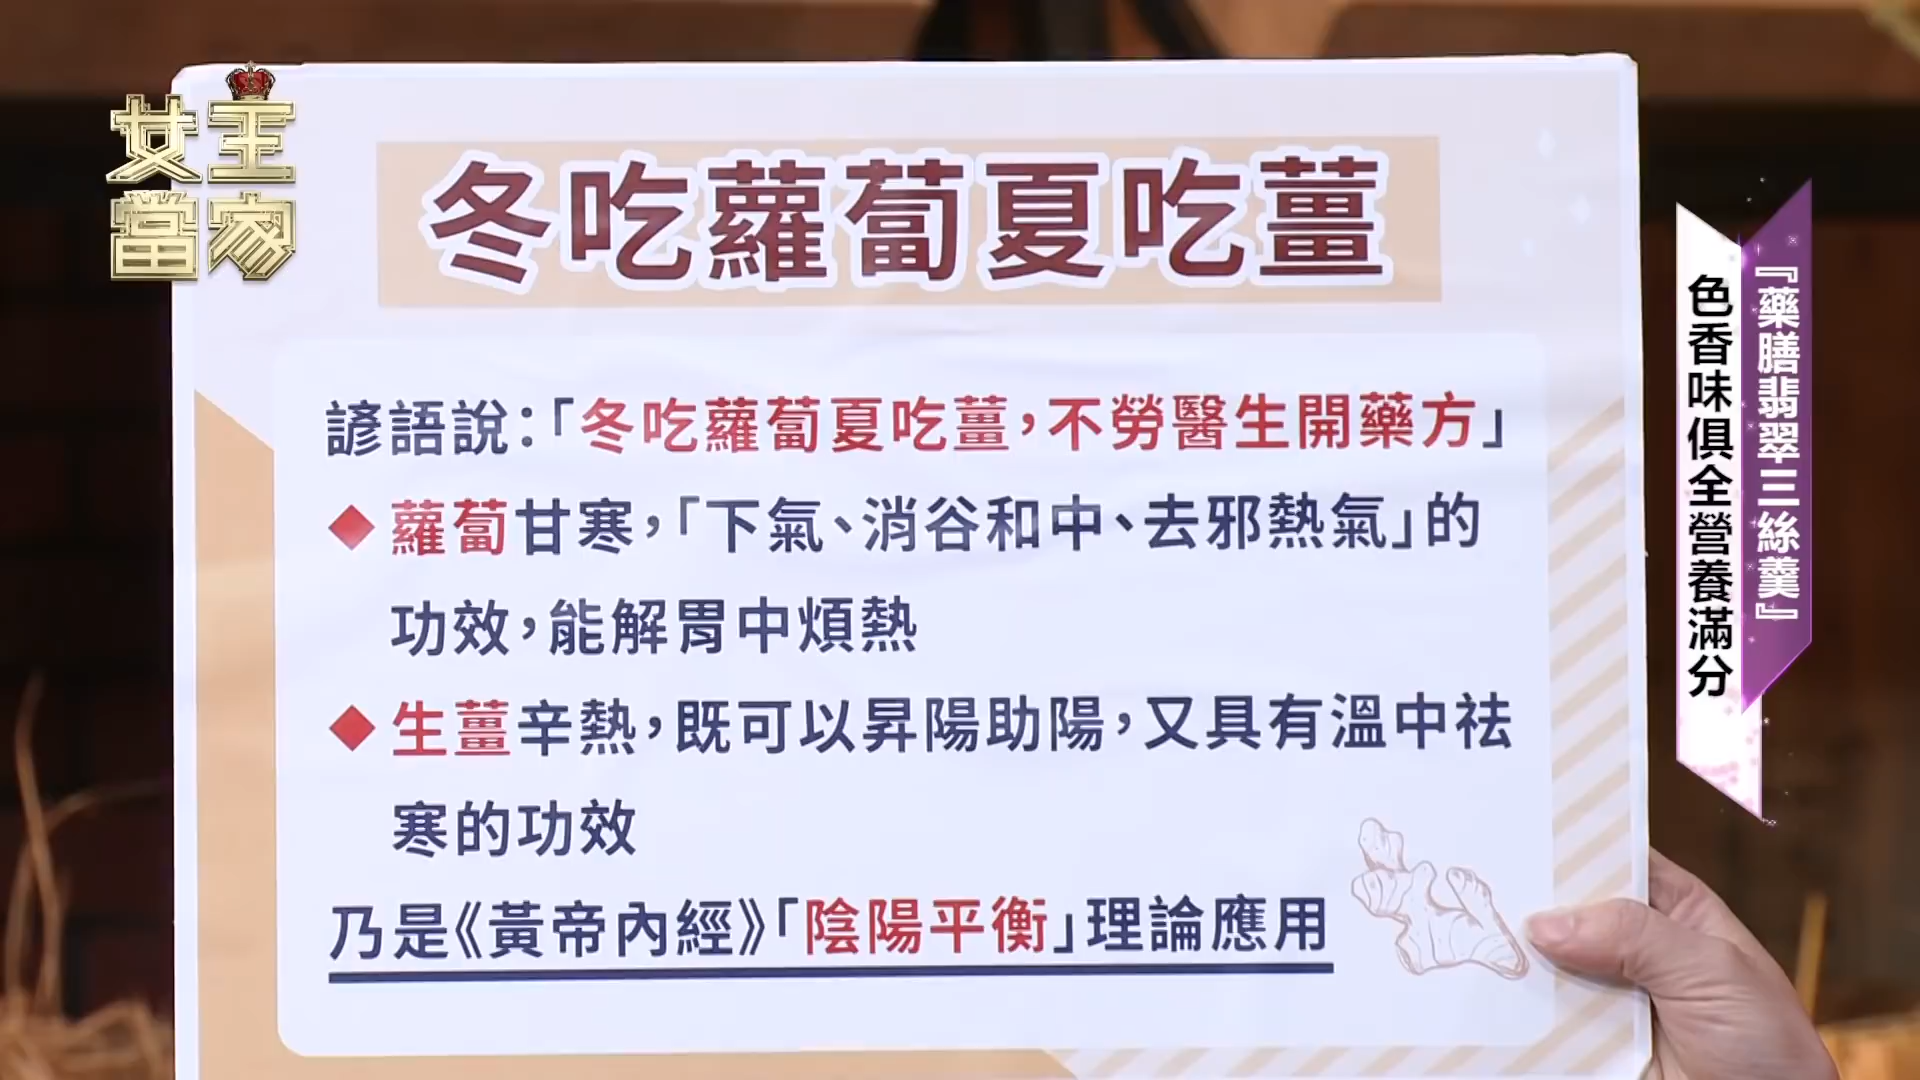 女王
當家
冬吃蘿蔔夏吃薑
諺語說：「冬吃蘿蔔夏吃薑，不勞醫生開藥方」
◆蘿蔔甘寒，「下氣、消谷和中、去邪熱氣」的
功效，能解胃中煩熱
◆生薑辛熱，既可以昇陽助陽，又具有溫中祛
寒的功效
乃是《黃帝內經》「陰陽平衡」理論應用
『藥膳翡翠三絲羹』
色香味俱全營養滿分